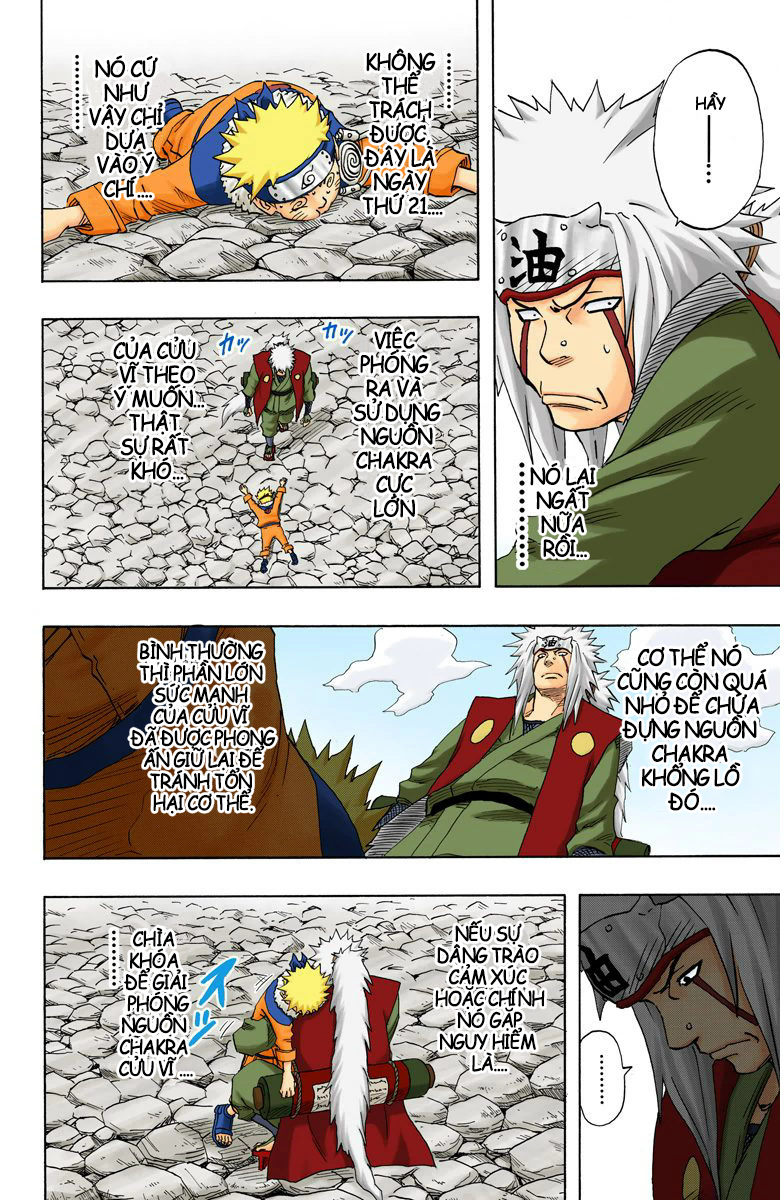 HẦY
油
NÓ LẠI
NGẤT
NỮA
RỒI...
KHÔNG
THỂ
TRÁCH
ĐƯỢC
ĐÂY LÀ
NGÀY
THỨ 21....
NÓ CỨ
NHƯ
VẬY CHỈ
DỰA
VÀO Ý
CHÍ....
VIỆC
PHÓNG
RA VÀ
SỬ DỤNG
NGUỒN
CHAKRA
CỰC
LỚN
カッ
カッ
CỦA CỬU
VĨ THEO
Ý MUỐN...
THẬT
SỰ RẤT
KHÓ...
CƠ THỂ NÓ
CŨNG CÒN QUÁ
NHỎ ĐỂ CHỨA
ĐỰNG NGUỒN
CHAKRA
KHỔNG LỒ
ĐÓ....
BÌNH THƯỜNG
THÌ PHẦN LỚN
SỨC MẠNH
CỦA CỬU VĨ
ĐÃ ĐƯỢC PHONG
ẤN GIỮ LẠI ĐỂ
TRÁNH TỔN
HẠI CƠ THỂ.
油
........
NẾU SỰ
DÂNG TRÀO
CẢM XÚC
HOẶC CHÍNH
NÓ GẶP
NGUY HIỂM
LÀ....
ズッ
CHÌA
KHÓA
ĐỂ GIẢI
PHÓNG
NGUỒN
CHAKRA
CỬU VĨ ....